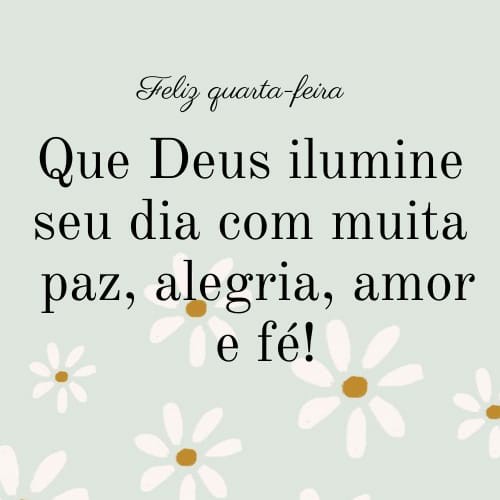 Feliz quarta-feira
Que Deus ilumine
seu dia com muita
paz, alegria, amor
e fé!